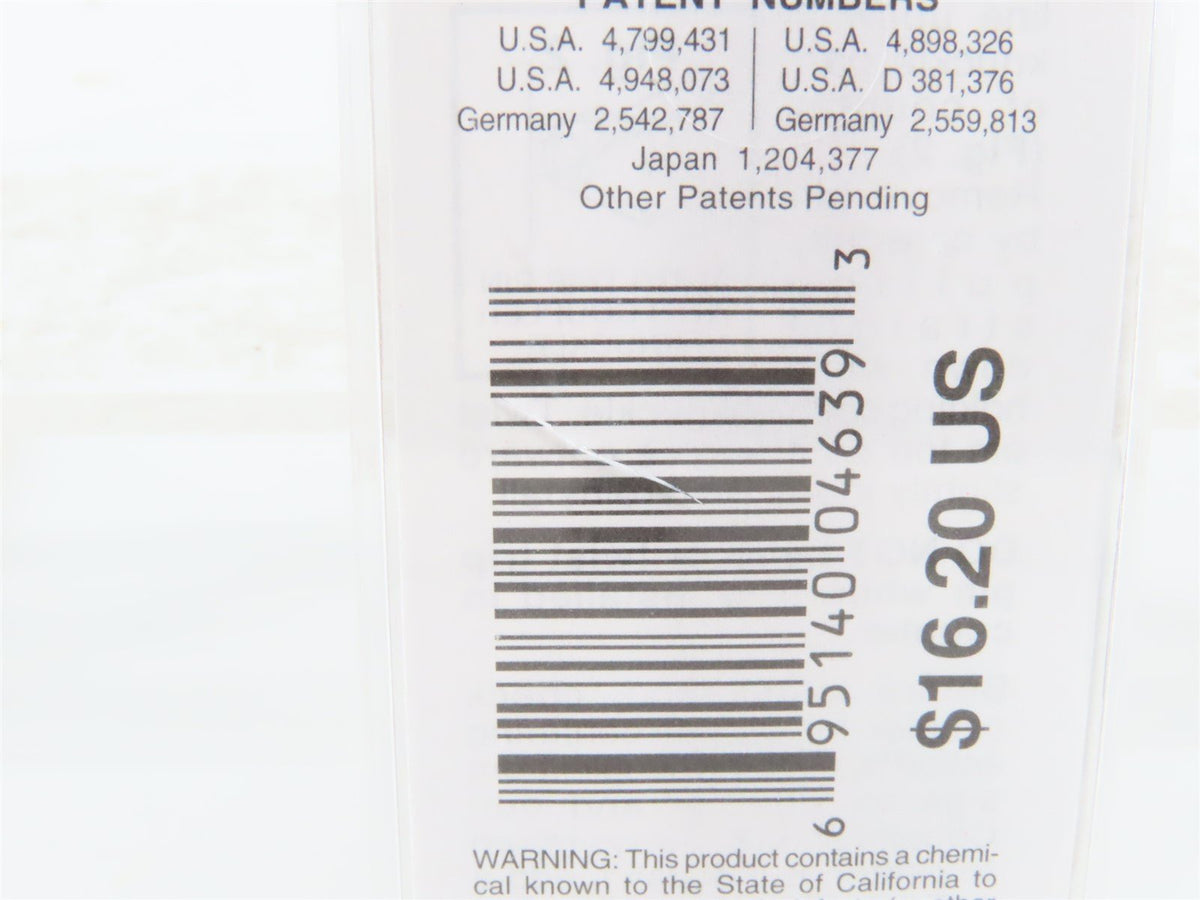 PATENT NUMBERS
U.S.A. 4,799,431 | U.S.A. 4,898,326
U.S.A. 4,948,073 | U.S.A. D 381,376
Germany 2,542,787 | Germany 2,559,813
Japan 1,204,377
Other Patents Pending
6 95140 04639 3
$16.20 US
WARNING: This product contains a chemi-
cal known to the State of California to